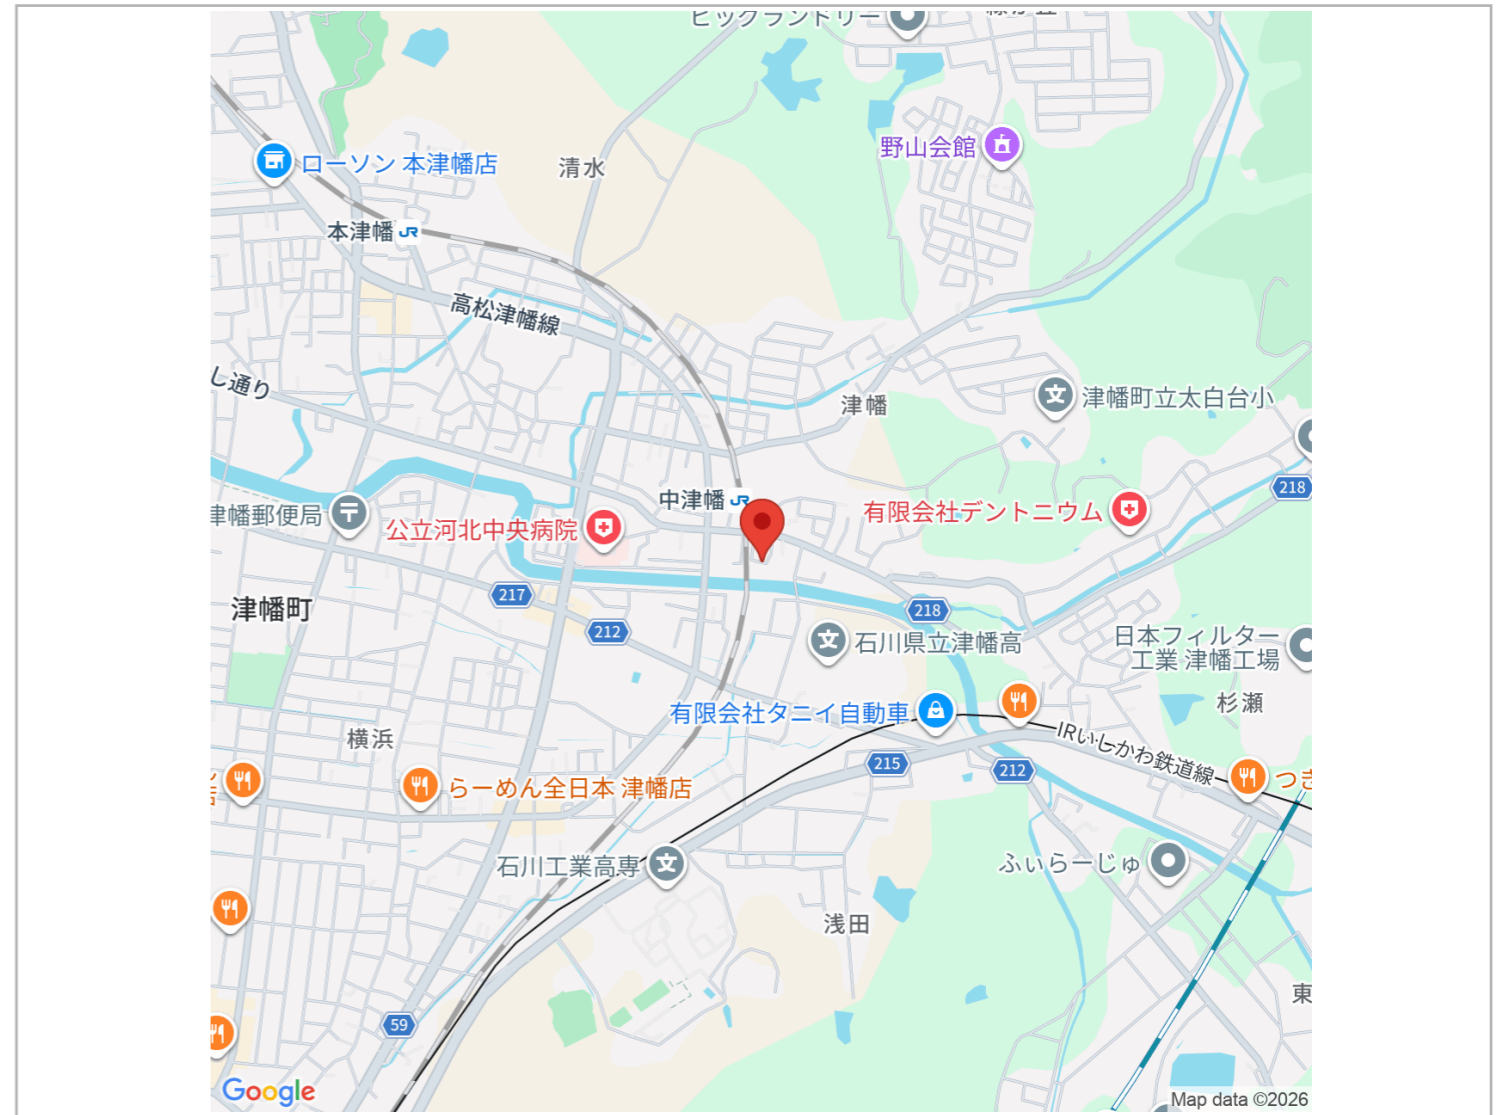 ビッグランドリー
野山会館
ローソン 本津幡店
清水
本津幡 JR
高松津幡線
し通り
津幡
津幡町立太白台小
218
中津幡 JR
有限会社デントニウム
津幡郵便局
公立河北中央病院
217
218
津幡町
212
石川県立津幡高
日本フィルター
工業 津幡工場
杉瀬
有限会社タニイ自動車
横浜
IRいしかわ鉄道線
215
212
つき
店
らーめん全日本 津幡店
石川工業高専
ふぃらーじゅ
浅田
東
59
Google
Map data ©2026